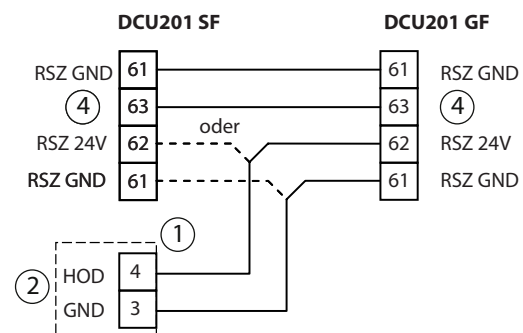 DCU201 SF DCU201 GF
RSZ GND 61 61 RSZ GND
4 63 63 4
oder
RSZ 24V 62 62 RSZ 24V
RSZ GND 61 61 RSZ GND
1
2 HOD 4
GND 3